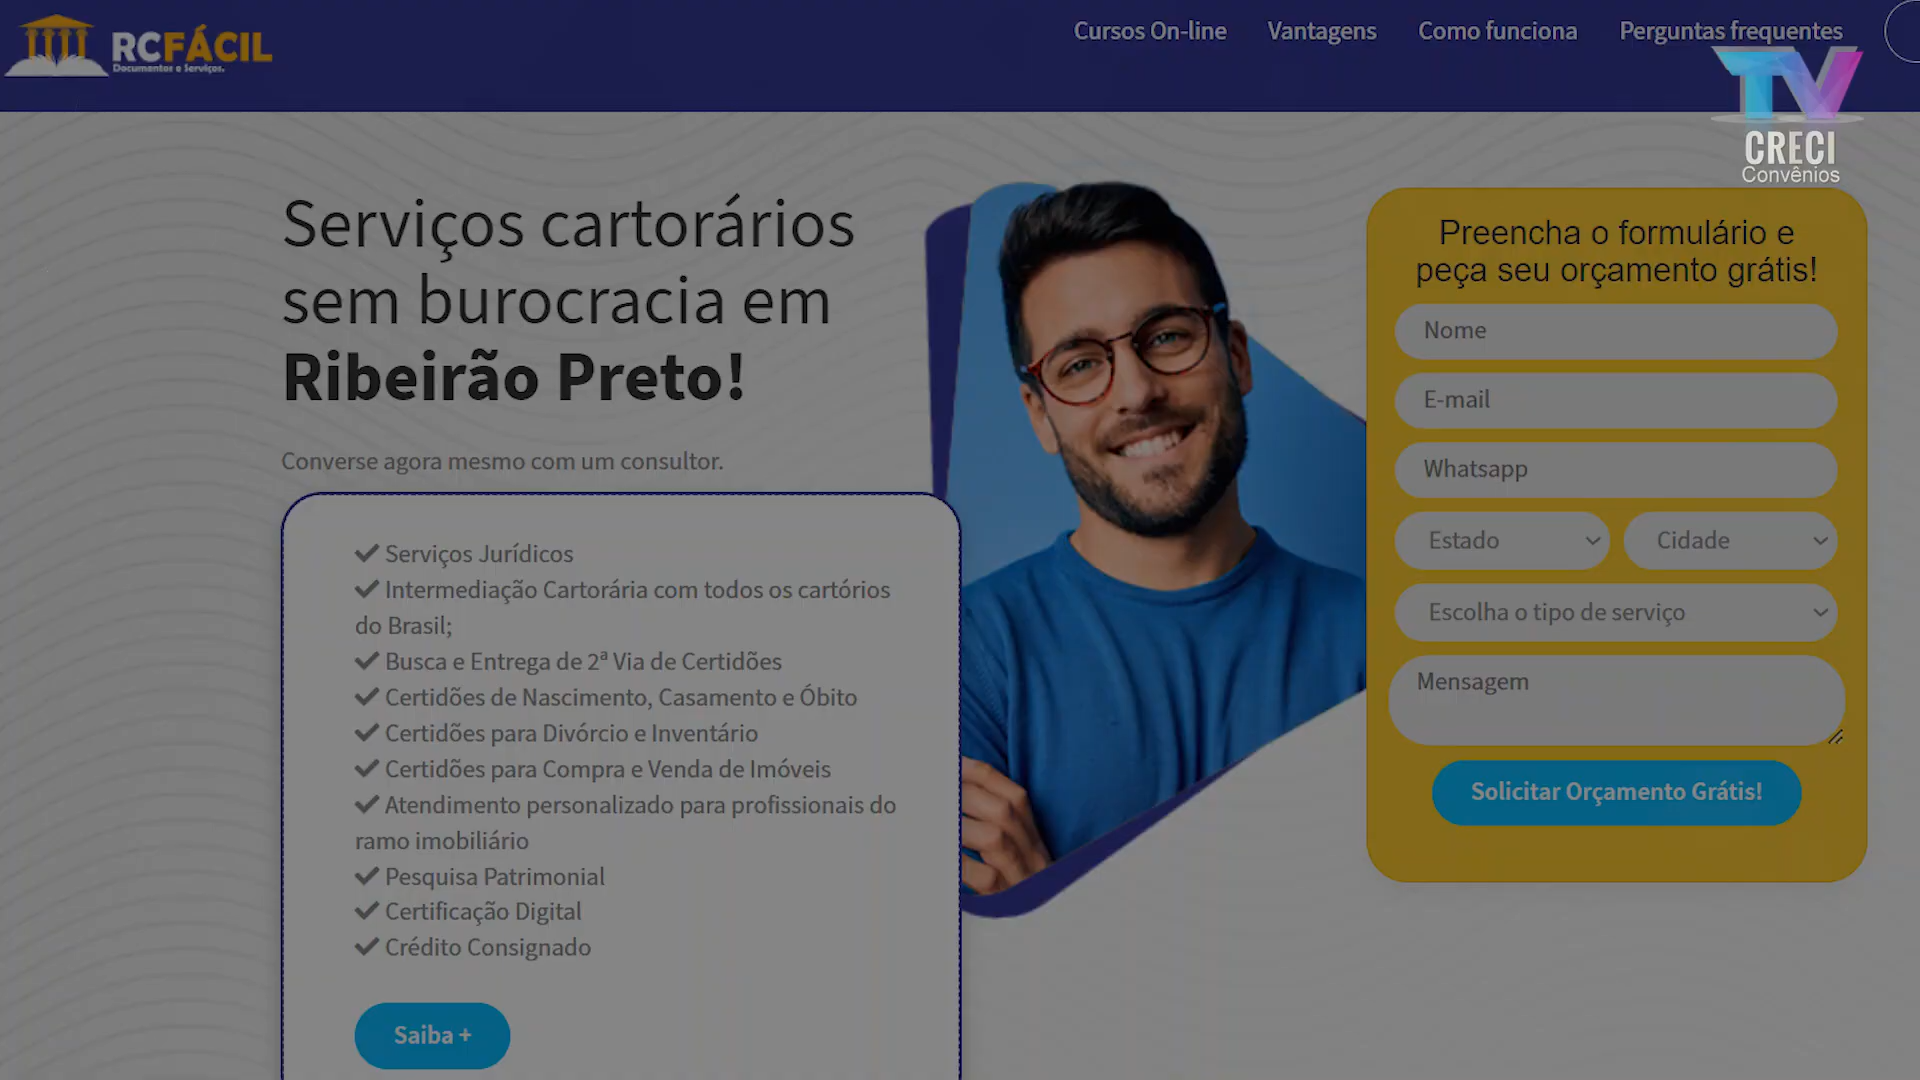 RCFÁCIL
Documentos e Serviços.
Cursos On-line
Vantagens
Como funciona
Perguntas frequentes
TV
CRECI
Convênios
Serviços cartorários
sem burocracia em
Ribeirão Preto!
Converse agora mesmo com um consultor.
Serviços Jurídicos
Intermediação Cartorária com todos os cartórios
do Brasil;
Busca e Entrega de 2ª Via de Certidões
Certidões de Nascimento, Casamento e Óbito
Certidões para Divórcio e Inventário
Certidões para Compra e Venda de Imóveis
Atendimento personalizado para profissionais do
ramo imobiliário
Pesquisa Patrimonial
Certificação Digital
Crédito Consignado
Saiba +
Preencha o formulário e
peça seu orçamento grátis!
Nome
E-mail
Whatsapp
Estado
Cidade
Escolha o tipo de serviço
Mensagem
Solicitar Orçamento Grátis!